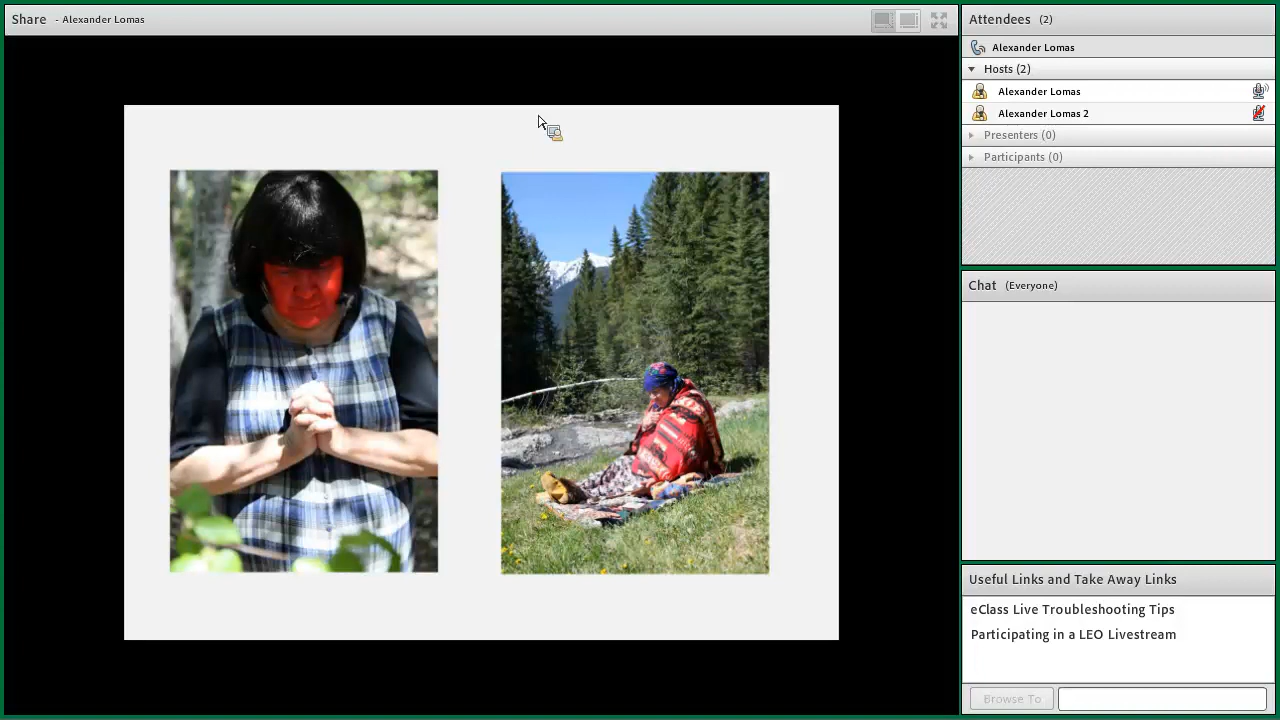 Share - Alexander Lomas
Attendees (2)
Alexander Lomas
Hosts (2)
Alexander Lomas
Alexander Lomas 2
Presenters (0)
Participants (0)
Chat (Everyone)
Useful Links and Take Away Links
eClass Live Troubleshooting Tips
Participating in a LEO Livestream
Browse To